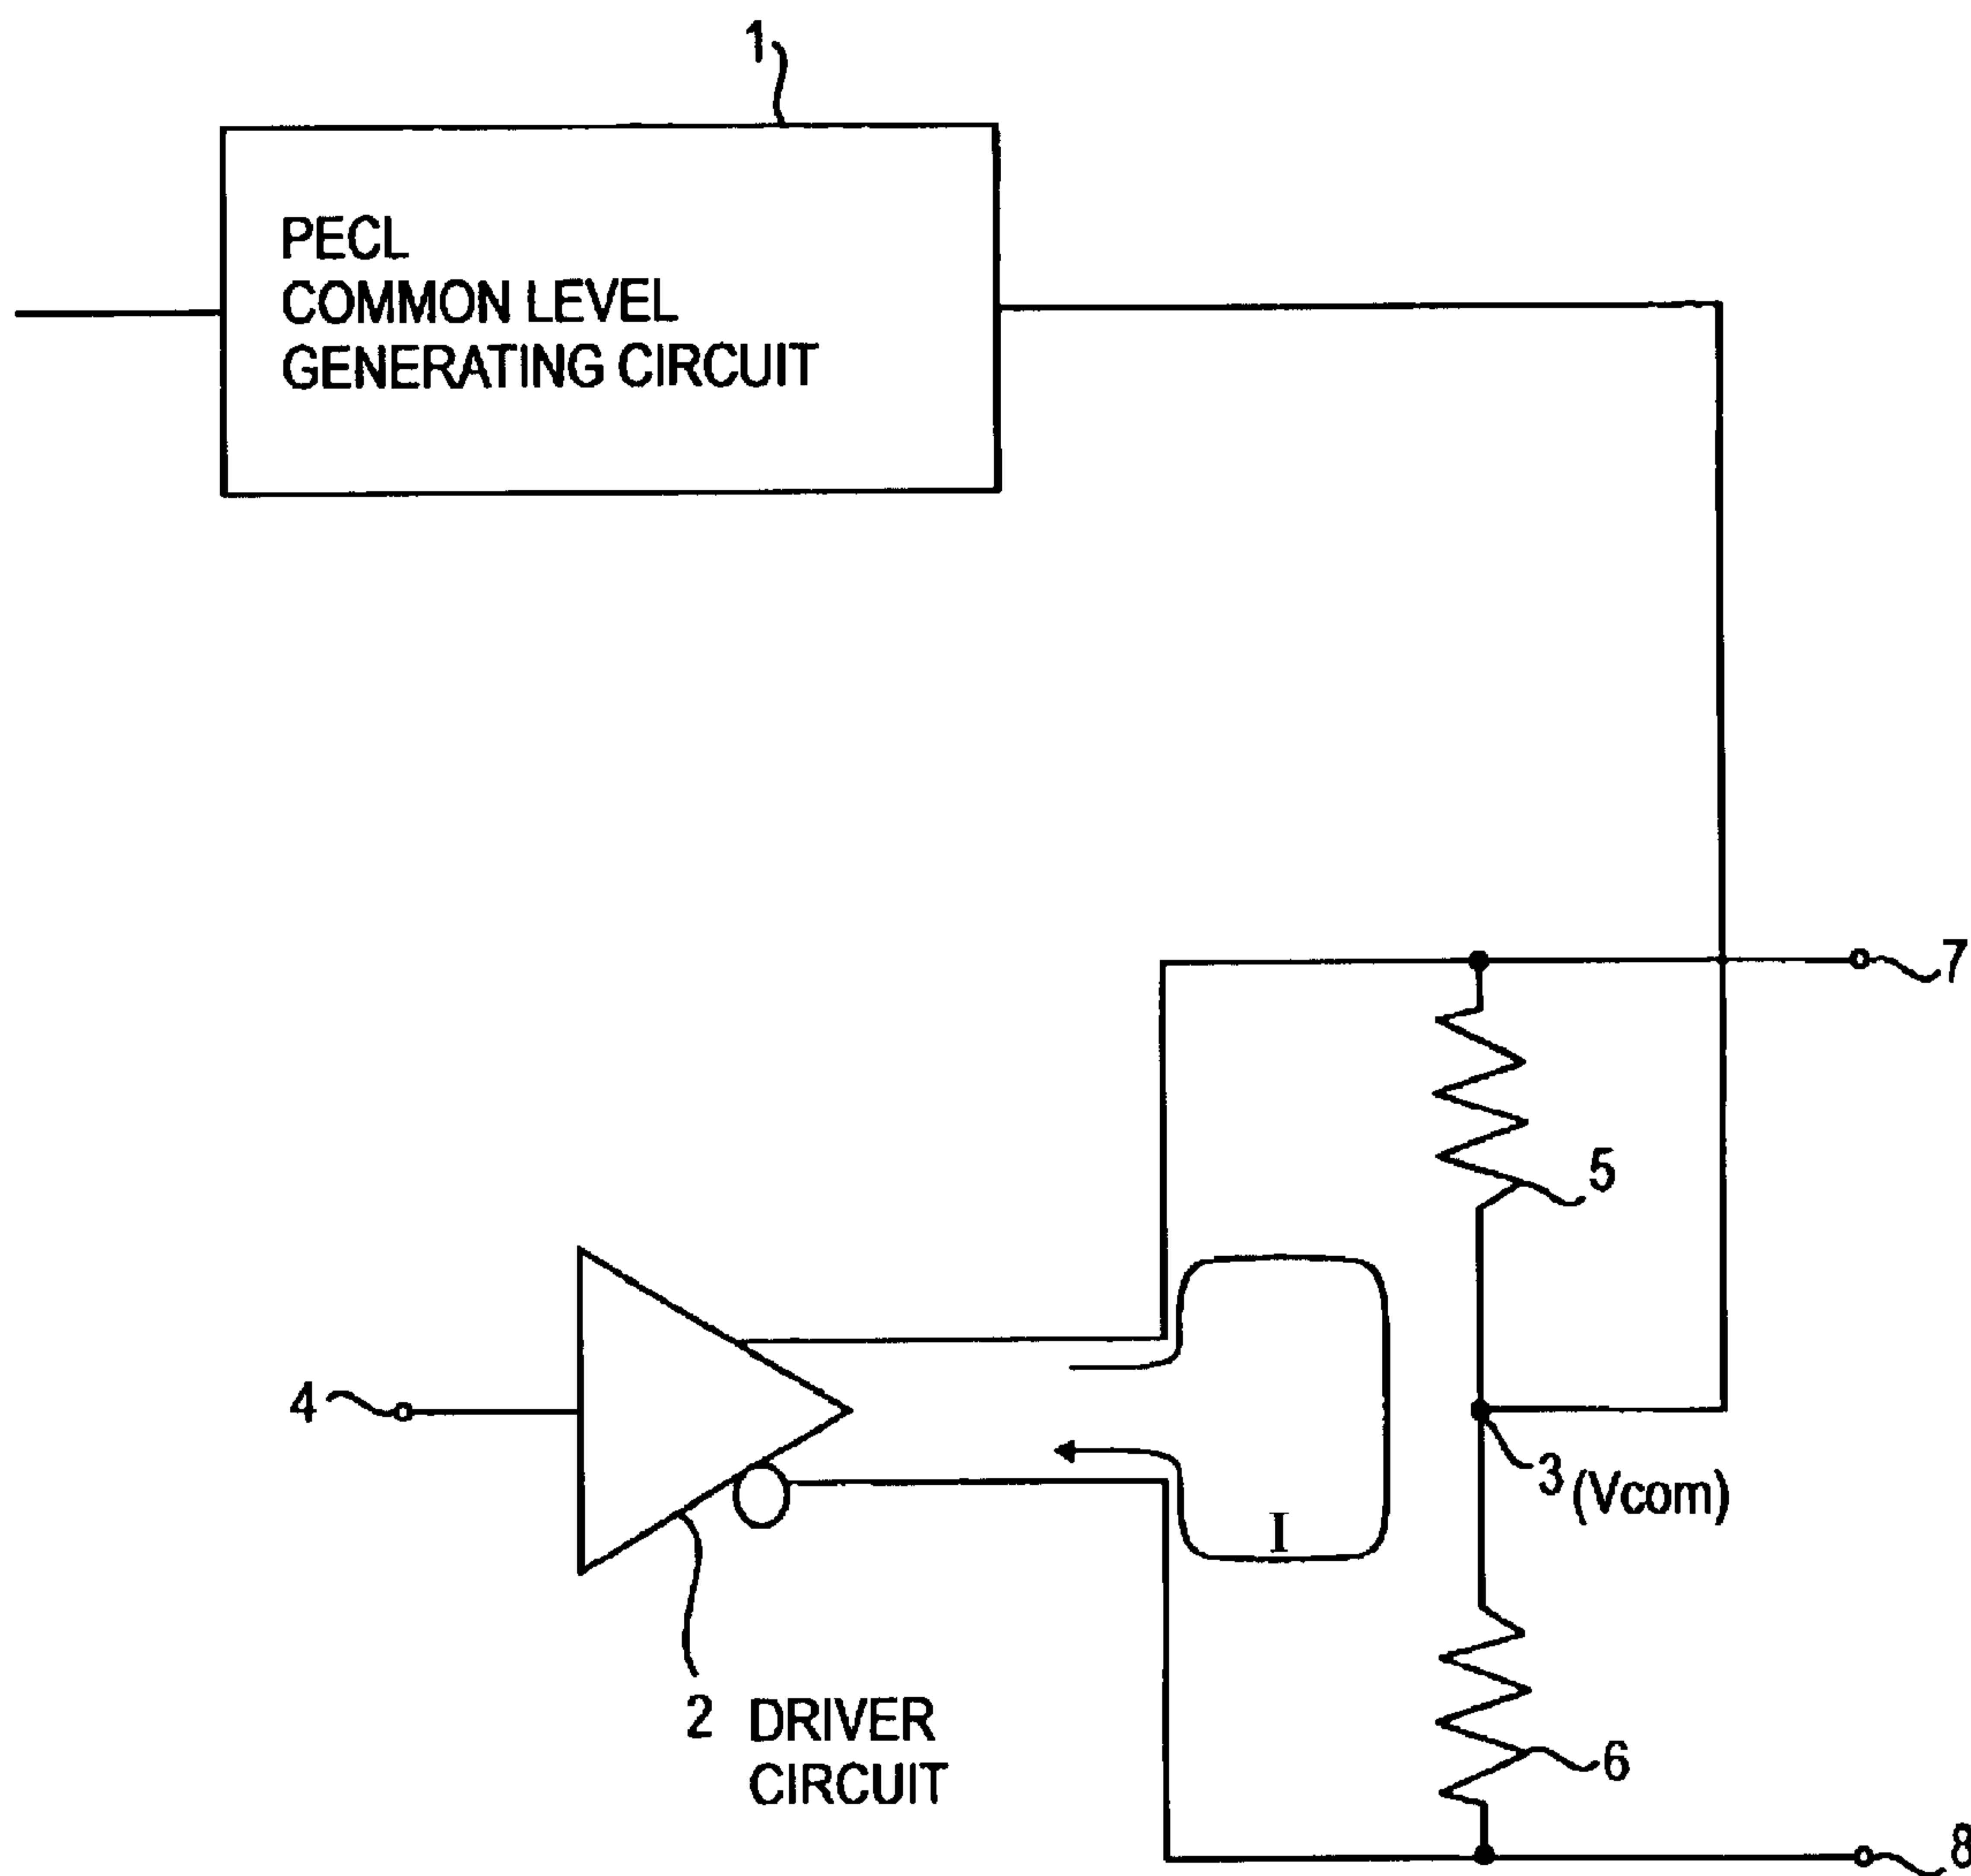 1
PECL
COMMON LEVEL
GENERATING CIRCUIT
7
5
4
3 (Vcom)
I
2 DRIVER
CIRCUIT
6
8